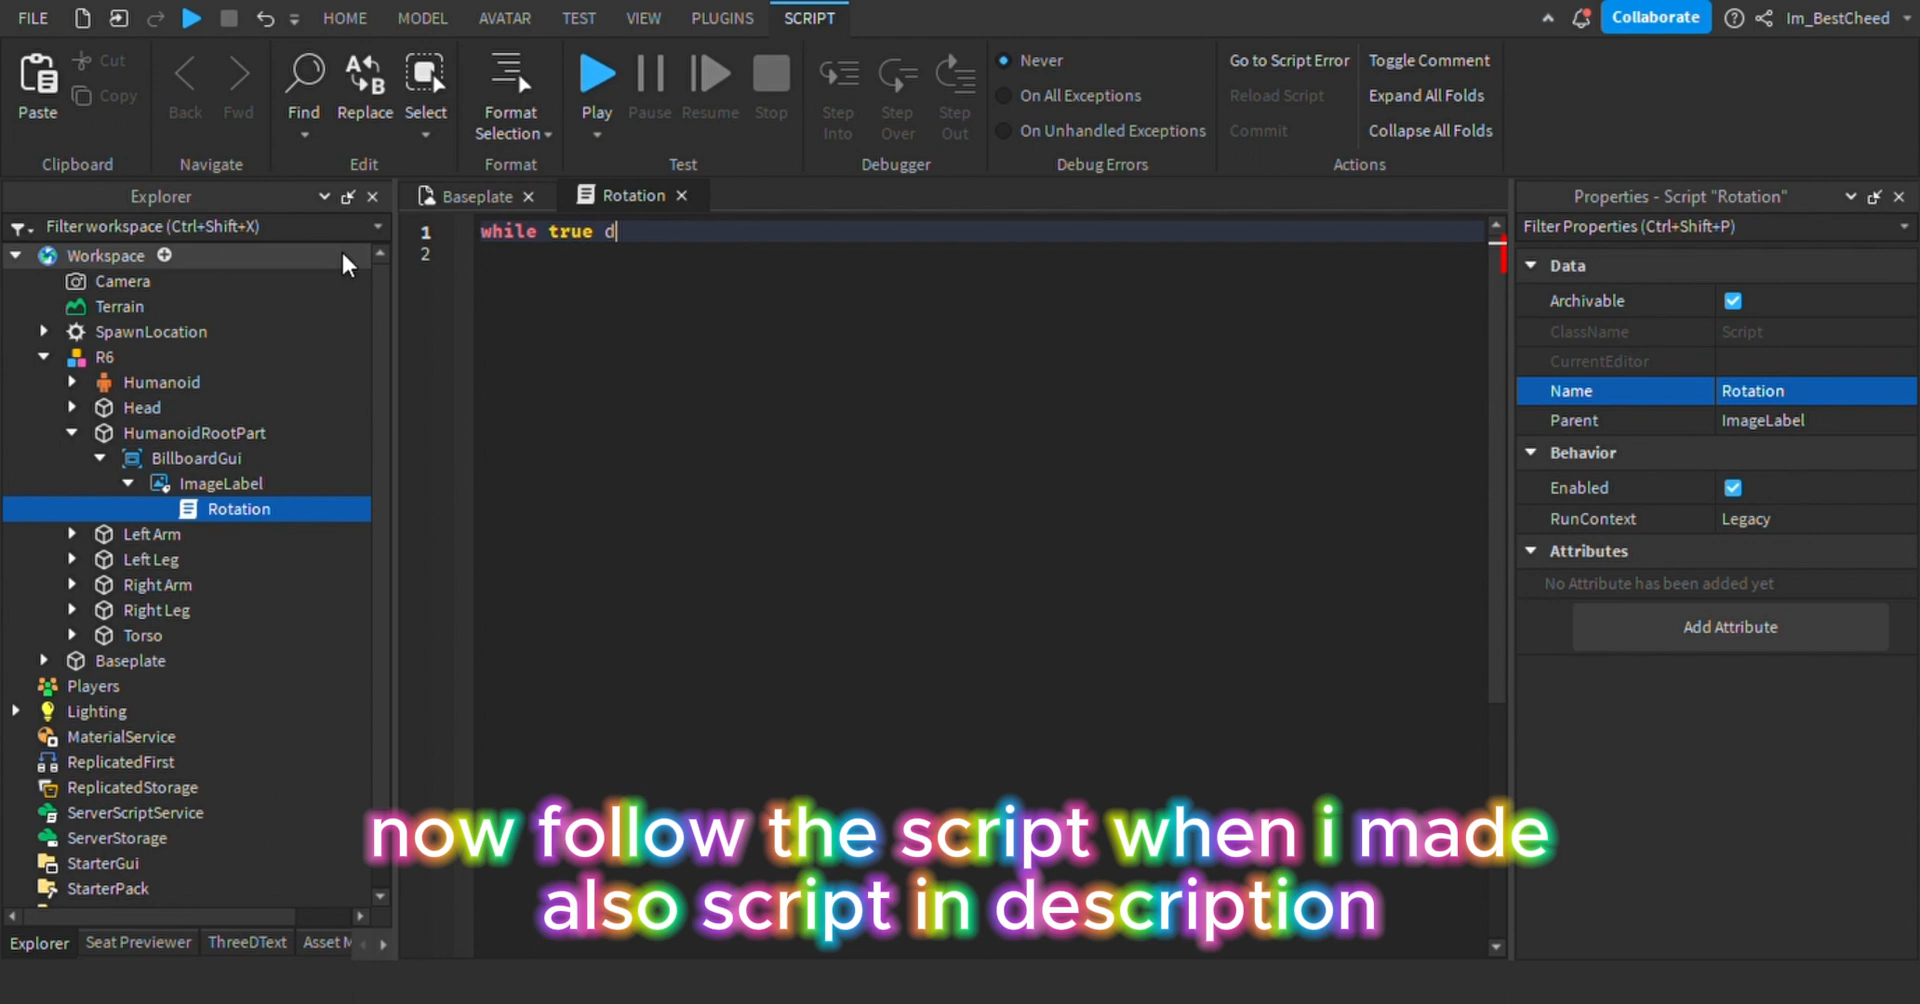 FILE HOME MODEL AVATAR TEST VIEW PLUGINS SCRIPT Collaborate Im_BestCheed
Paste Cut Copy
Clipboard
Back Fwd
Navigate
Find Replace Select
Edit
Format Selection
Format
Play Pause Resume Stop
Test
Step Into Step Over Step Out
Debugger
Never
On All Exceptions
On Unhandled Exceptions
Debug Errors
Go to Script Error Toggle Comment
Reload Script Expand All Folds
Commit Collapse All Folds
Actions
Explorer
Filter workspace (Ctrl+Shift+X)
Workspace
Camera
Terrain
SpawnLocation
R6
Humanoid
Head
HumanoidRootPart
BillboardGui
ImageLabel
Rotation
Left Arm
Left Leg
Right Arm
Right Leg
Torso
Baseplate
Players
Lighting
MaterialService
ReplicatedFirst
ReplicatedStorage
ServerScriptService
ServerStorage
StarterGui
StarterPack
Explorer Seat Previewer ThreeDText Asset M
Baseplate Rotation
1 while true d
2
Properties - Script "Rotation"
Filter Properties (Ctrl+Shift+P)
Data
Archivable
ClassName Script
CurrentEditor
Name Rotation
Parent ImageLabel
Behavior
Enabled
RunContext Legacy
Attributes
No Attribute has been added yet
Add Attribute
now follow the script when i made
also script in description